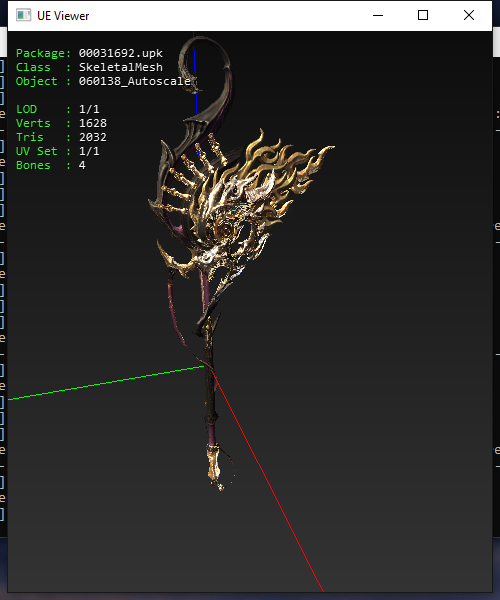 UE Viewer
Package: 00031692.upk
Class : SkeletalMesh
Object : 060138_Autoscale
LOD : 1/1
Verts : 1628
Tris : 2032
UV Set : 1/1
Bones : 4